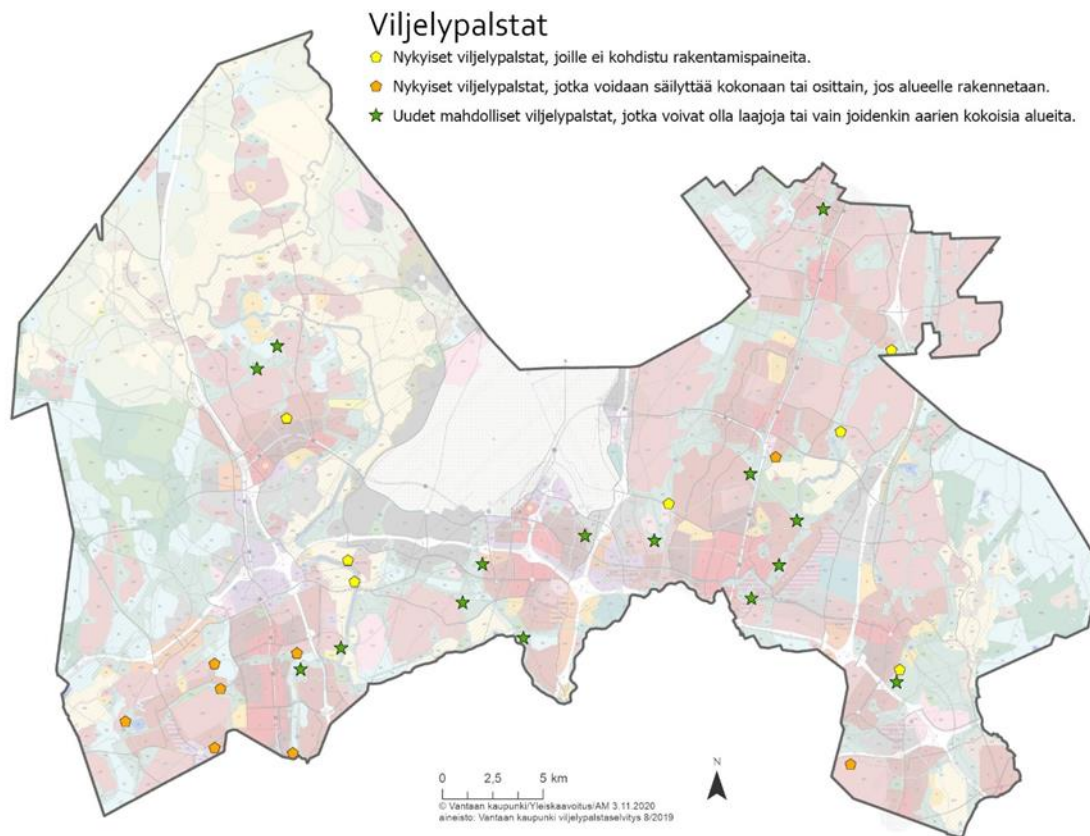 Viljelypalstat
Nykyiset viljelypalstat, joille ei kohdistu rakentamispaineita.
Nykyiset viljelypalstat, jotka voidaan säilyttää kokonaan tai osittain, jos alueelle rakennetaan.
Uudet mahdolliset viljelypalstat, jotka voivat olla laajoja tai vain joidenkin aarien kokoisia alueita.
N
0 2,5 5 km
© Vantaan kaupunki/Yleiskaavoitus/AM 3.11.2020
aineisto: Vantaan kaupunki viljelypalstaselvitys 8/2019